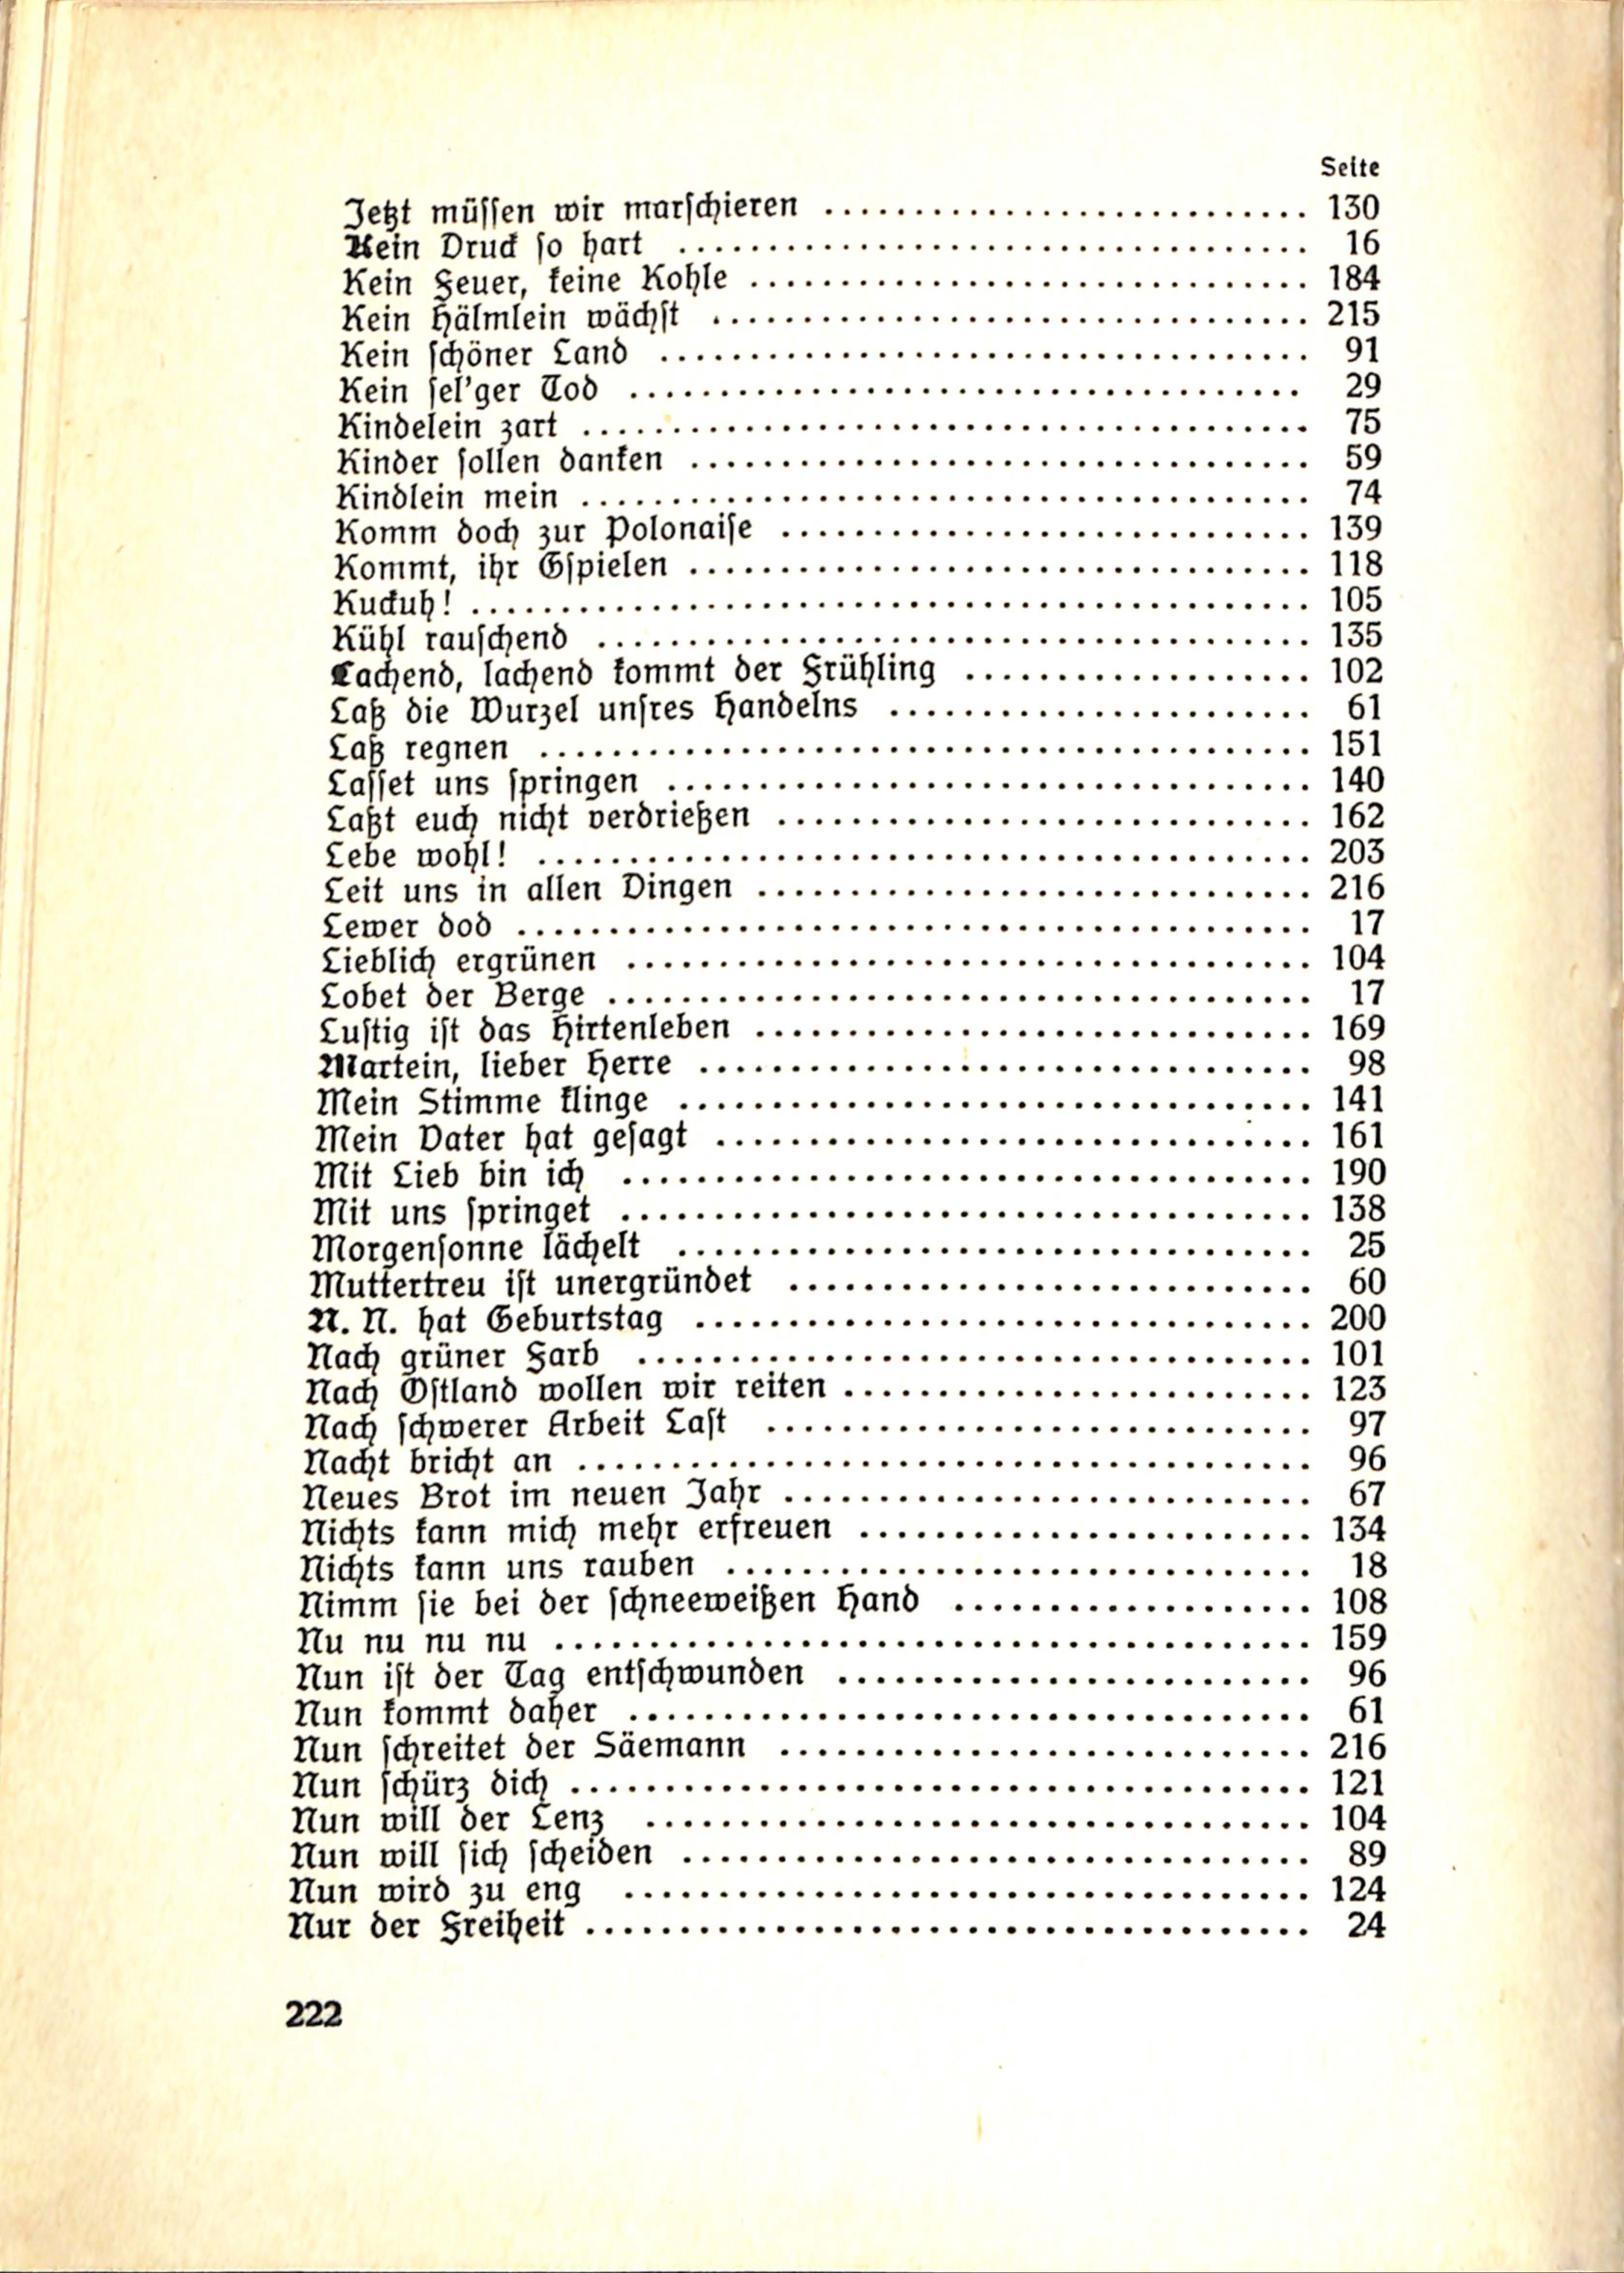 Seite
Jetzt müssen wir marschieren ........................... 130
Kein Druck so hart ................................... 16
Kein Feuer, keine Kohle ............................... 184
Kein Hälmlein wächst ................................. 215
Kein schöner Land .................................... 91
Kein sel'ger Tod ..................................... 29
Kindelein zart ........................................ 75
Kinder sollen danken .................................. 59
Kindlein mein ........................................ 74
Komm doch zur Polonaise ............................. 139
Kommt, ihr Gspielen .................................. 118
Kuckuh! .............................................. 105
Kühl rauschend ....................................... 135
Lachend, lachend kommt der Frühling ................... 102
Laß die Wurzel unsres Handelns ....................... 61
Laß regnen .......................................... 151
Lasset uns springen ................................... 140
Laßt euch nicht verdrießen ............................. 162
Lebe wohl! .......................................... 203
Leit uns in allen Dingen .............................. 216
Lewer dod ........................................... 17
Lieblich ergrünen ..................................... 104
Lobet der Berge ...................................... 17
Lustig ist das Hirtenleben .............................. 169
Martein, lieber Herre ................................. 98
Mein Stimme klinge .................................. 141
Mein Vater hat gesagt ................................ 161
Mit Lieb bin ich ..................................... 190
Mit uns springet ..................................... 138
Morgensonne lächelt .................................. 25
Muttertreu ist unergründet ............................. 60
N. N. hat Geburtstag ................................. 200
Nach grüner Farb .................................... 101
Nach Ostland wollen wir reiten ......................... 123
Nach schwerer Arbeit Last ............................. 97
Nacht bricht an ....................................... 96
Neues Brot im neuen Jahr ............................. 67
Nichts kann mich mehr erfreuen ........................ 134
Nichts kann uns rauben ............................... 18
Nimm sie bei der schneeweißen Hand ................... 108
Nu nu nu nu ......................................... 159
Nun ist der Tag entschwunden ......................... 96
Nun kommt daher .................................... 61
Nun schreitet der Säemann ............................ 216
Nun schürz dich ...................................... 121
Nun will der Lenz ................................... 104
Nun will sich scheiden ................................. 89
Nun wird zu eng .................................... 124
Nur der Freiheit ...................................... 24
222